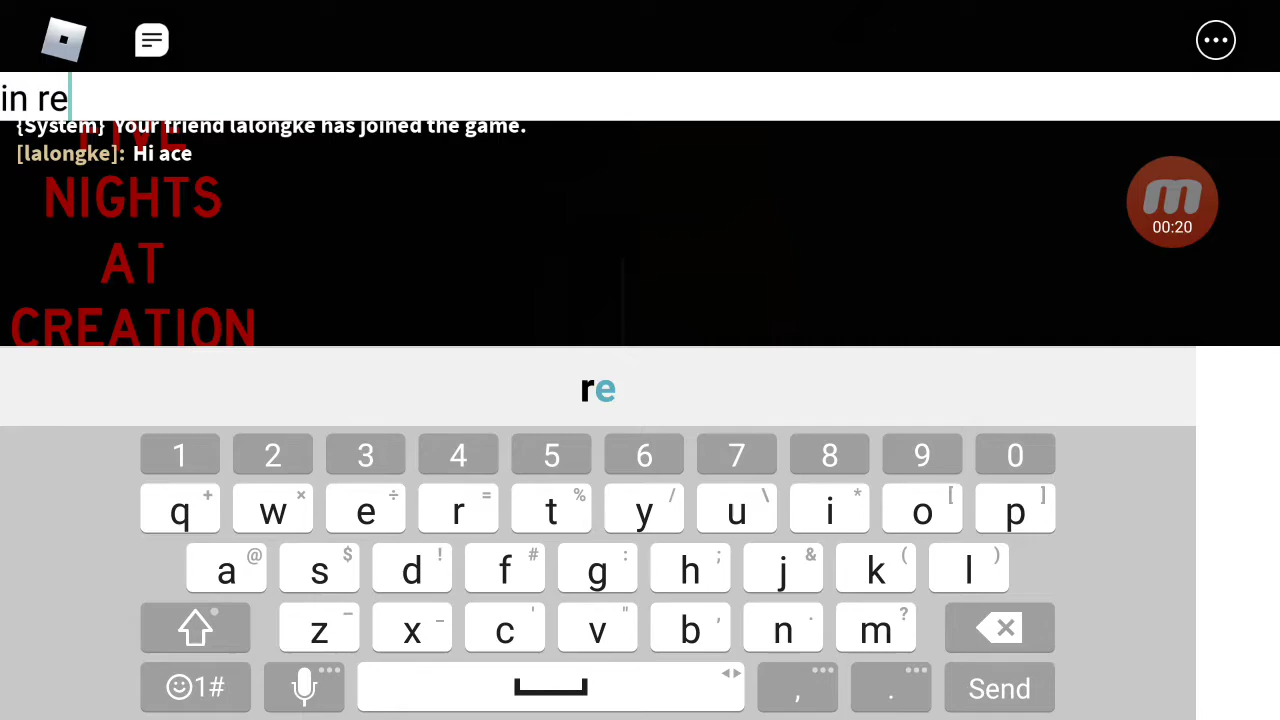 in re
{System} Your friend lalongke has joined the game.
[lalongke]: Hi ace
FIVE
NIGHTS
AT
CREATION
m
00:20
re
1 2 3 4 5 6 7 8 9 0
q + w × e ÷ r = t % y / u \ i * o [ p ]
a @ s $ d ! f # g : h ; j & k ( l )
z – x _ c ' v " b , n . m ?
☺1# , . Send